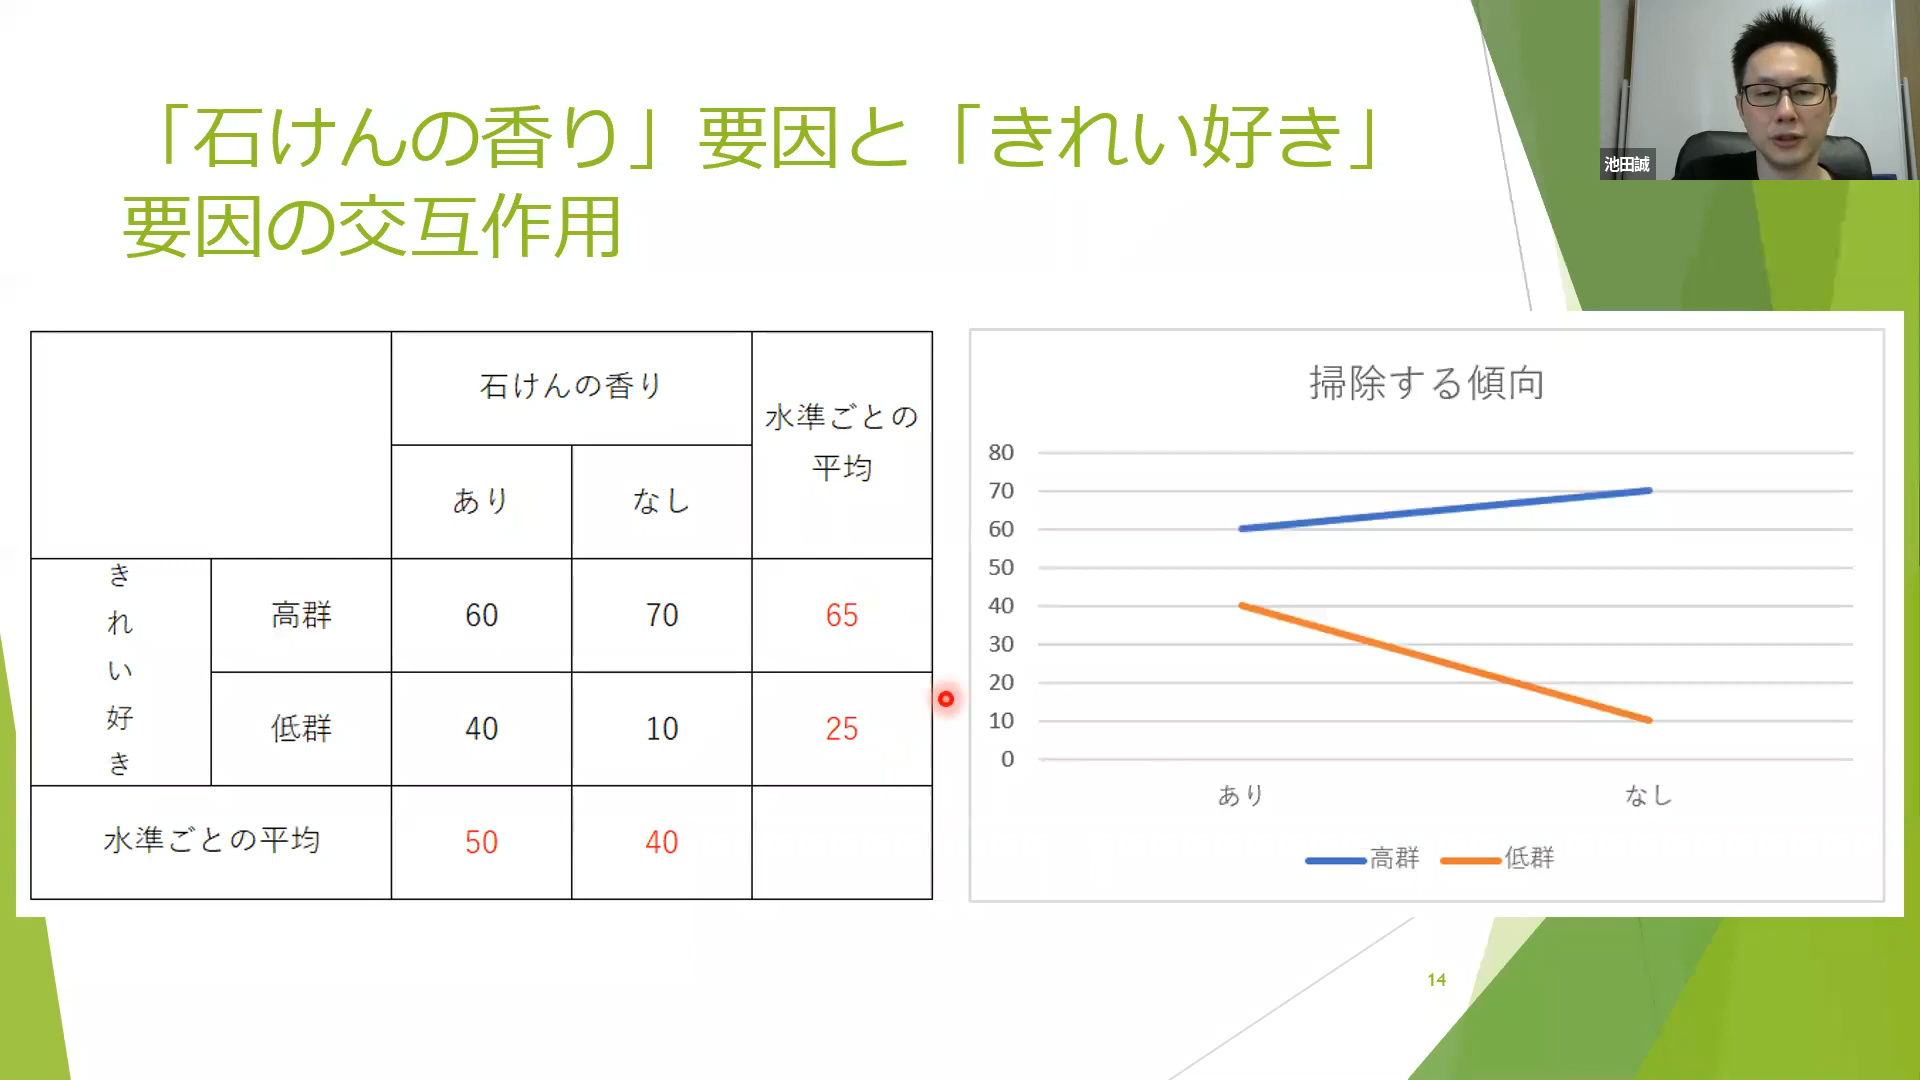 「石けんの香り」要因と「きれい好き」
要因の交互作用
池田誠
石けんの香り
水準ごとの
平均
あり
なし
きれい好き
高群
60
70
65
低群
40
10
25
水準ごとの平均
50
40
掃除する傾向
80
70
60
50
40
30
20
10
0
あり
なし
高群
低群
14